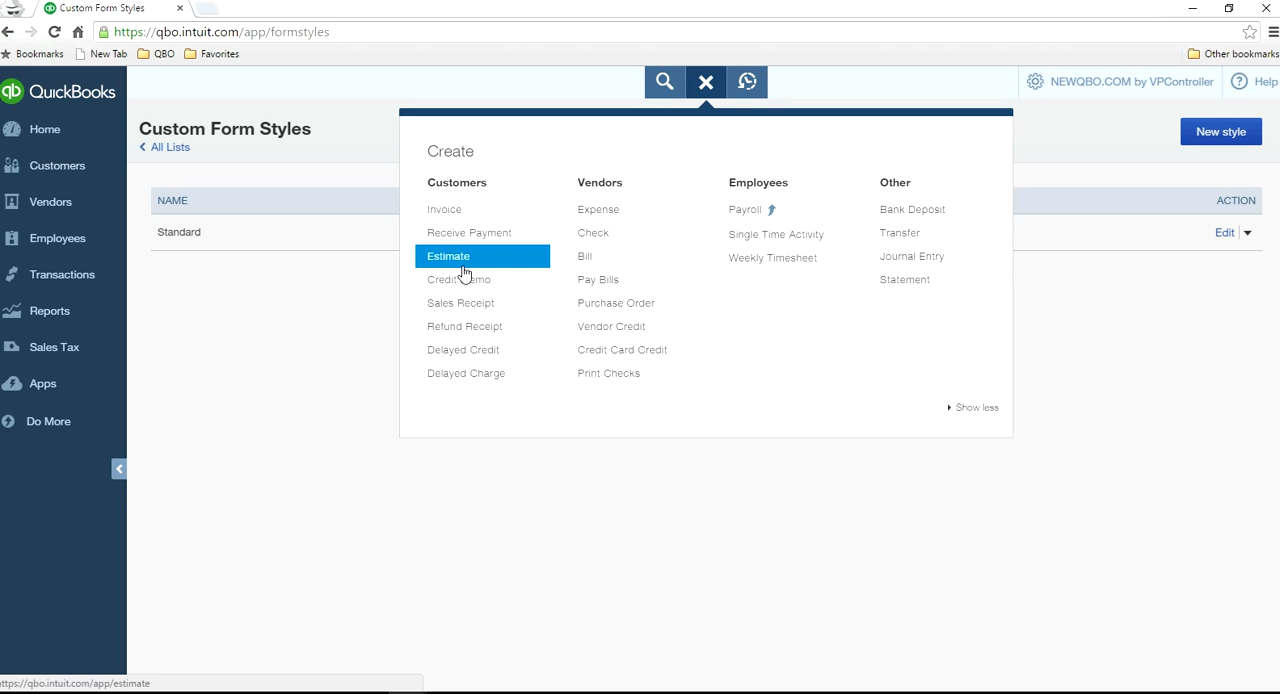 Custom Form Styles
https://qbo.intuit.com/app/formstyles
Bookmarks New Tab QBO Favorites Other bookmarks
qb QuickBooks
NEWQBO.COM by VPController Help
Home
Customers
Vendors
Employees
Transactions
Reports
Sales Tax
Apps
Do More
Custom Form Styles
All Lists
New style
NAME ACTION
Standard Edit
Create
Customers
Invoice
Receive Payment
Estimate
Sales Receipt
Refund Receipt
Delayed Credit
Delayed Charge
Vendors
Expense
Check
Bill
Pay Bills
Purchase Order
Vendor Credit
Credit Card Credit
Print Checks
Employees
Payroll
Single Time Activity
Weekly Timesheet
Other
Bank Deposit
Transfer
Journal Entry
Statement
Show less
ttps://qbo.intuit.com/app/estimate